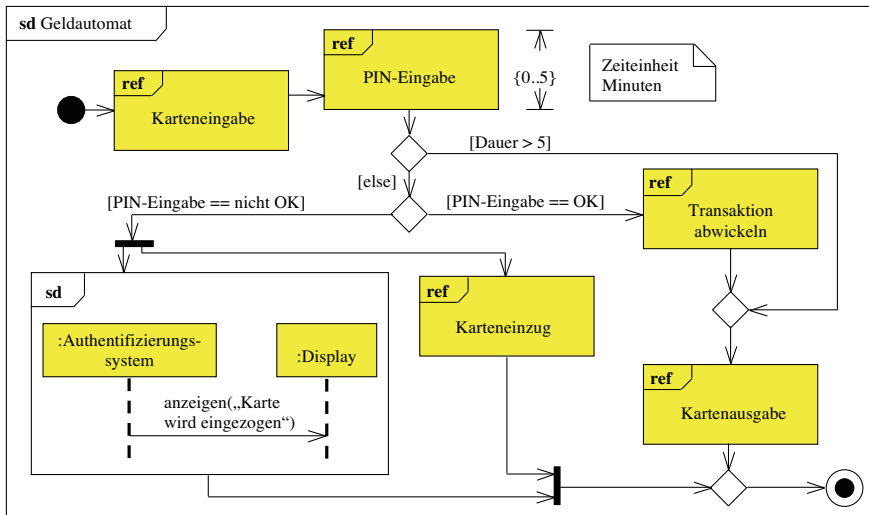 sd Geldautomat
ref
PIN-Eingabe
{0..5}
Zeiteinheit
Minuten
ref
Karteneingabe
[Dauer > 5]
[else]
[PIN-Eingabe == nicht OK]
[PIN-Eingabe == OK]
ref
Transaktion
abwickeln
sd
:Authentifizierungs-
system
:Display
anzeigen(„Karte
wird eingezogen“)
ref
Karteneinzug
ref
Kartenausgabe